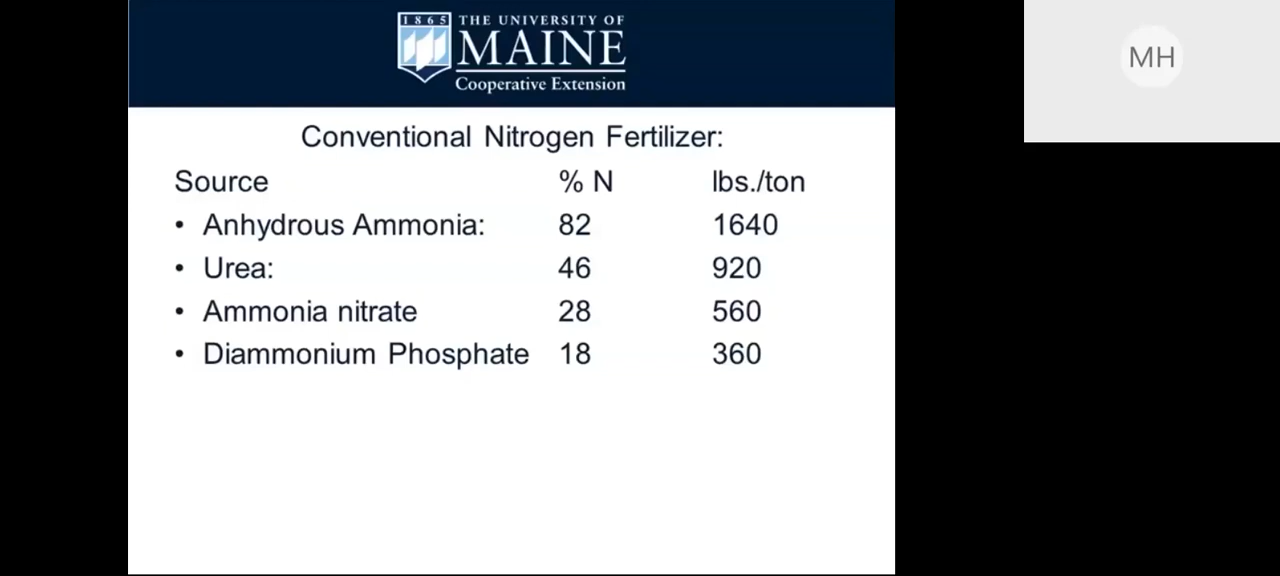 1865 THE UNIVERSITY OF
MAINE
Cooperative Extension
MH
Conventional Nitrogen Fertilizer:
Source % N lbs./ton
• Anhydrous Ammonia: 82 1640
• Urea: 46 920
• Ammonia nitrate 28 560
• Diammonium Phosphate 18 360